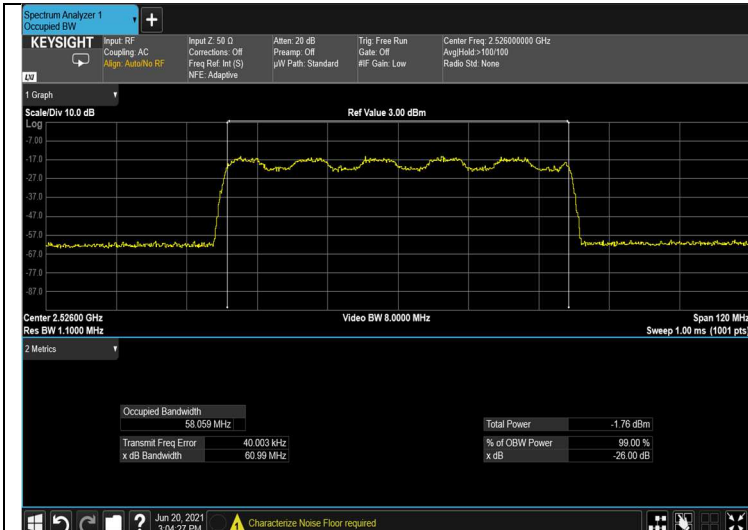 Spectrum Analyzer 1
Occupied BW
KEYSIGHT
LXI
Input: RF
Coupling: AC
Align: Auto/No RF
Input Z: 50 Ω
Corrections: Off
Freq Ref: Int (S)
NFE: Adaptive
Atten: 20 dB
Preamp: Off
µW Path: Standard
Trig: Free Run
Gate: Off
#IF Gain: Low
Center Freq: 2.526000000 GHz
Avg|Hold:>100/100
Radio Std: None
1 Graph
Scale/Div 10.0 dB
Ref Value 3.00 dBm
Log
-7.00
-17.0
-27.0
-37.0
-47.0
-57.0
-67.0
-77.0
-87.0
Center 2.52600 GHz
Video BW 8.0000 MHz
Span 120 MHz
Res BW 1.1000 MHz
Sweep 1.00 ms (1001 pts)
2 Metrics
Occupied Bandwidth
58.059 MHz
Total Power -1.76 dBm
Transmit Freq Error 40.003 kHz
% of OBW Power 99.00 %
x dB Bandwidth 60.99 MHz
x dB -26.00 dB
Jun 20, 2021
3:04:27 PM
Characterize Noise Floor required